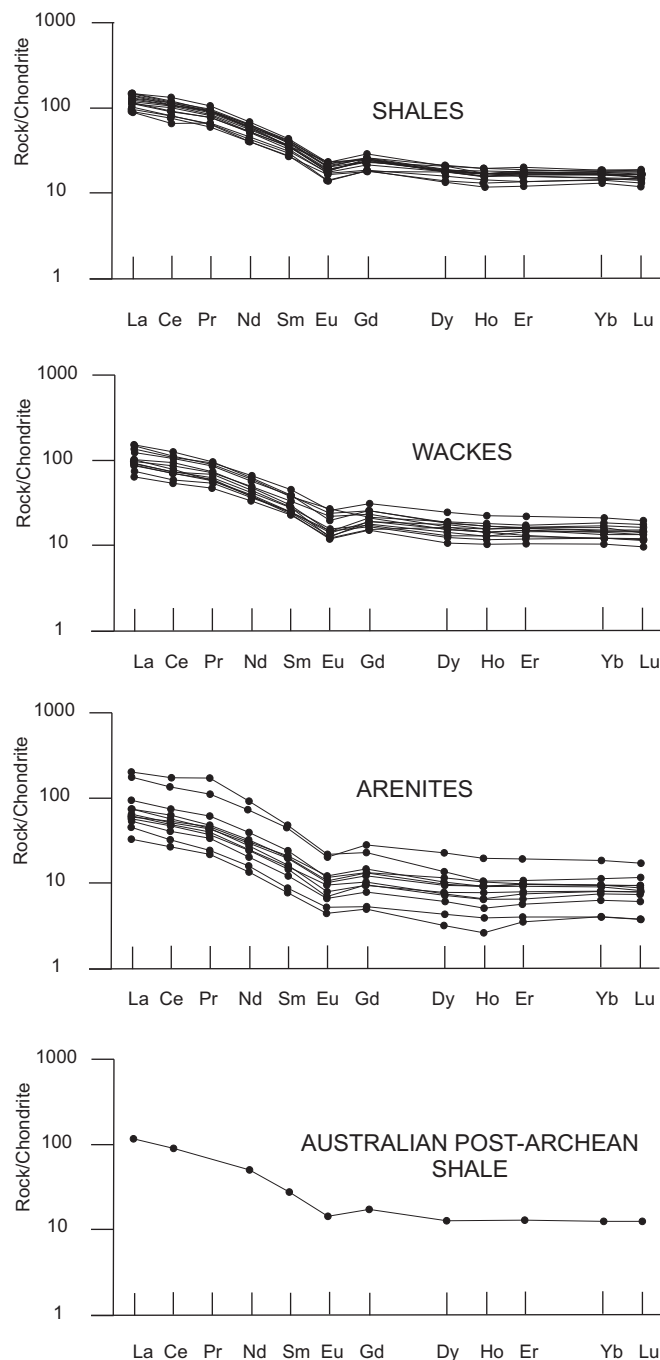 1000
100
10
1
Rock/Chondrite
SHALES
La Ce Pr Nd Sm Eu Gd Dy Ho Er Yb Lu
1000
100
10
1
Rock/Chondrite
WACKES
La Ce Pr Nd Sm Eu Gd Dy Ho Er Yb Lu
1000
100
10
1
Rock/Chondrite
ARENITES
La Ce Pr Nd Sm Eu Gd Dy Ho Er Yb Lu
1000
100
10
1
Rock/Chondrite
AUSTRALIAN POST-ARCHEAN
SHALE
La Ce Pr Nd Sm Eu Gd Dy Ho Er Yb Lu